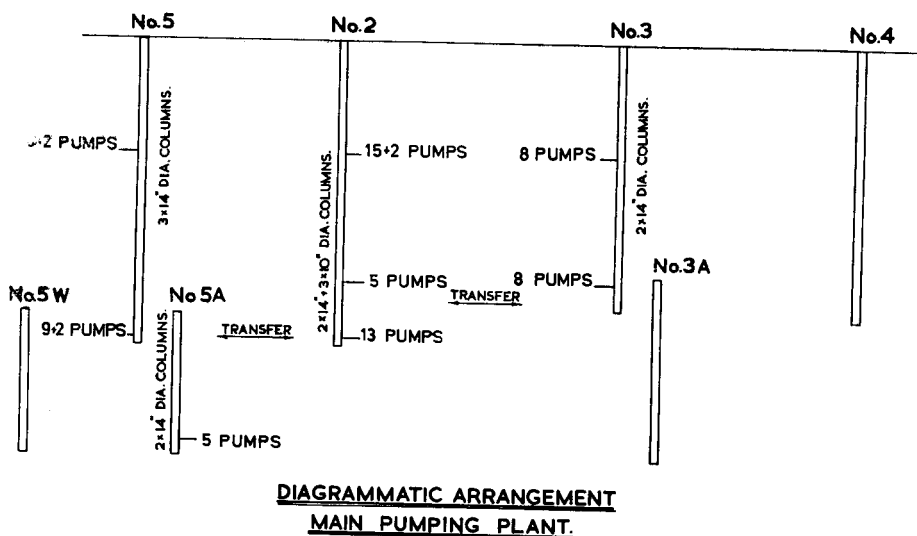 No.5
No.2
No.3
No.4
+2 PUMPS
3×14" DIA. COLUMNS.
15+2 PUMPS
8 PUMPS
2×14" DIA. COLUMNS.
2×14"+3×10" DIA. COLUMNS.
5 PUMPS
TRANSFER
8 PUMPS
No.3A
No.5W
No.5A
9+2 PUMPS
2×14" DIA. COLUMNS.
TRANSFER
13 PUMPS
5 PUMPS
DIAGRAMMATIC ARRANGEMENT
MAIN PUMPING PLANT.